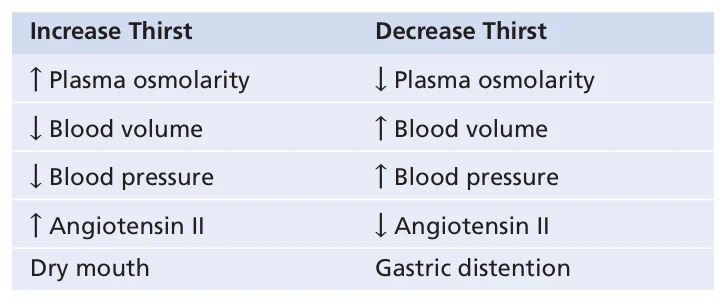 Increase Thirst Decrease Thirst
↑ Plasma osmolarity ↓ Plasma osmolarity
↓ Blood volume ↑ Blood volume
↓ Blood pressure ↑ Blood pressure
↑ Angiotensin II ↓ Angiotensin II
Dry mouth Gastric distention